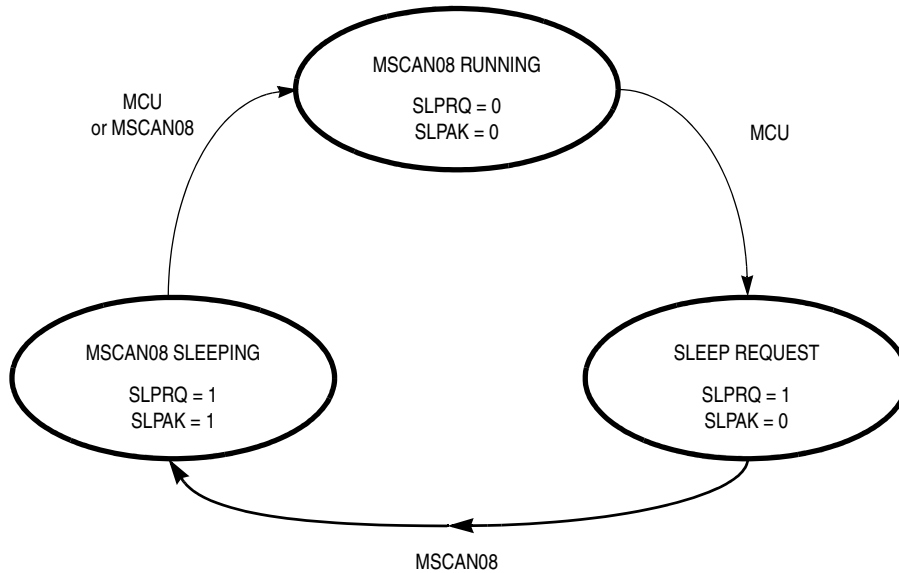 MSCAN08 RUNNING
SLPRQ = 0
SLPAK = 0
MCU
or MSCAN08
MCU
MSCAN08 SLEEPING
SLPRQ = 1
SLPAK = 1
SLEEP REQUEST
SLPRQ = 1
SLPAK = 0
MSCAN08